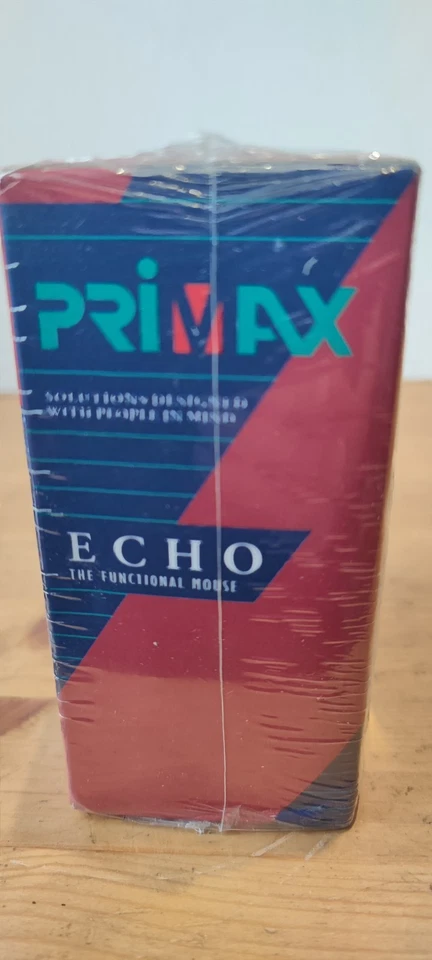 PRiMAX
SOLUTIONS DESIGNED
WITH PEOPLE IN MIND
ECHO
THE FUNCTIONAL MOUSE